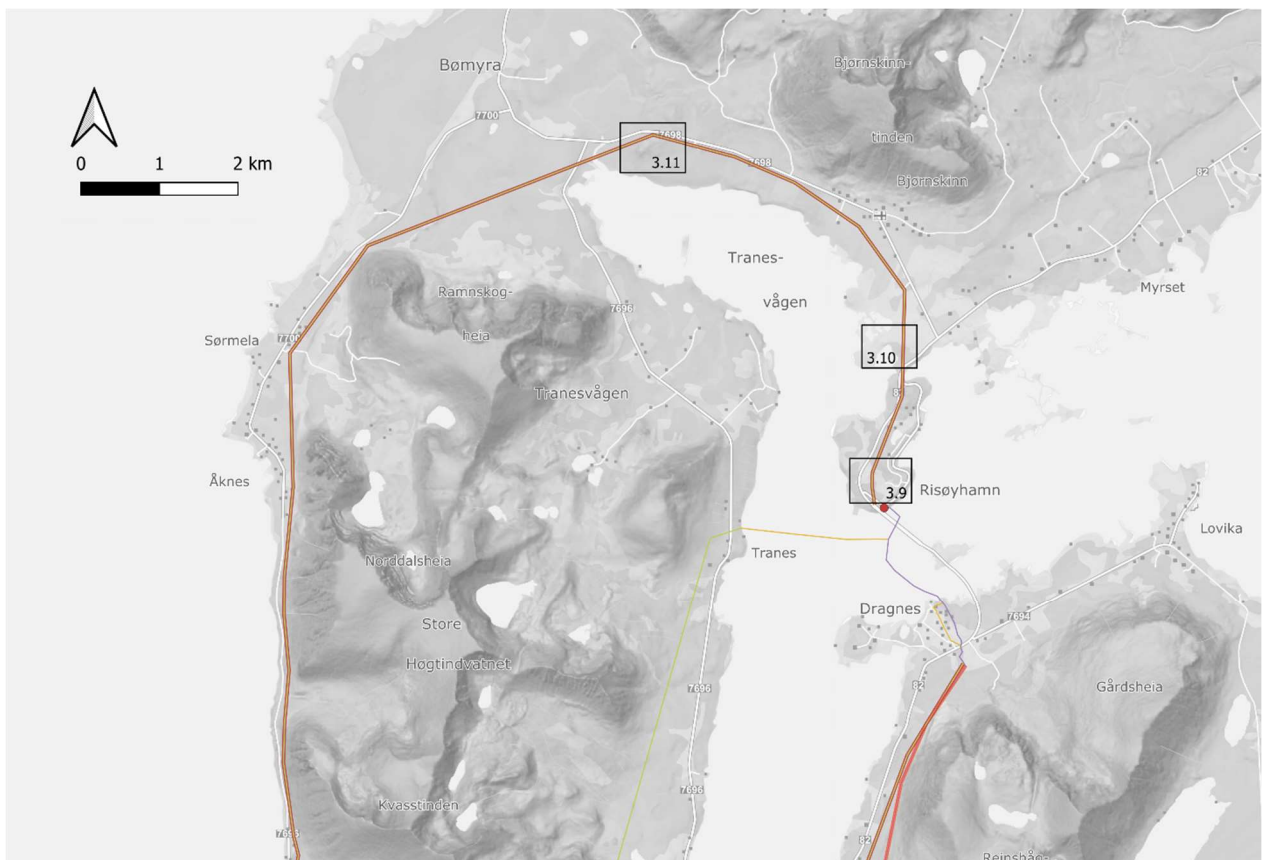 Bømyra
7700
Bjørnskinn-
tinden
Bjørnskinn
82
0 1 2 km
7698
3.11
7698
Tranes-
vågen
Myrset
Ramnskog-
heia
7696
Sørmela
3.10
Tranesvågen
Åknes
3.9
Risøyhamn
Lovika
Norddalsheia
Tranes
Dragnes
7694
Store
Høgtindvatnet
82
7696
Gårdsheia
7696
Kvasstinden
82